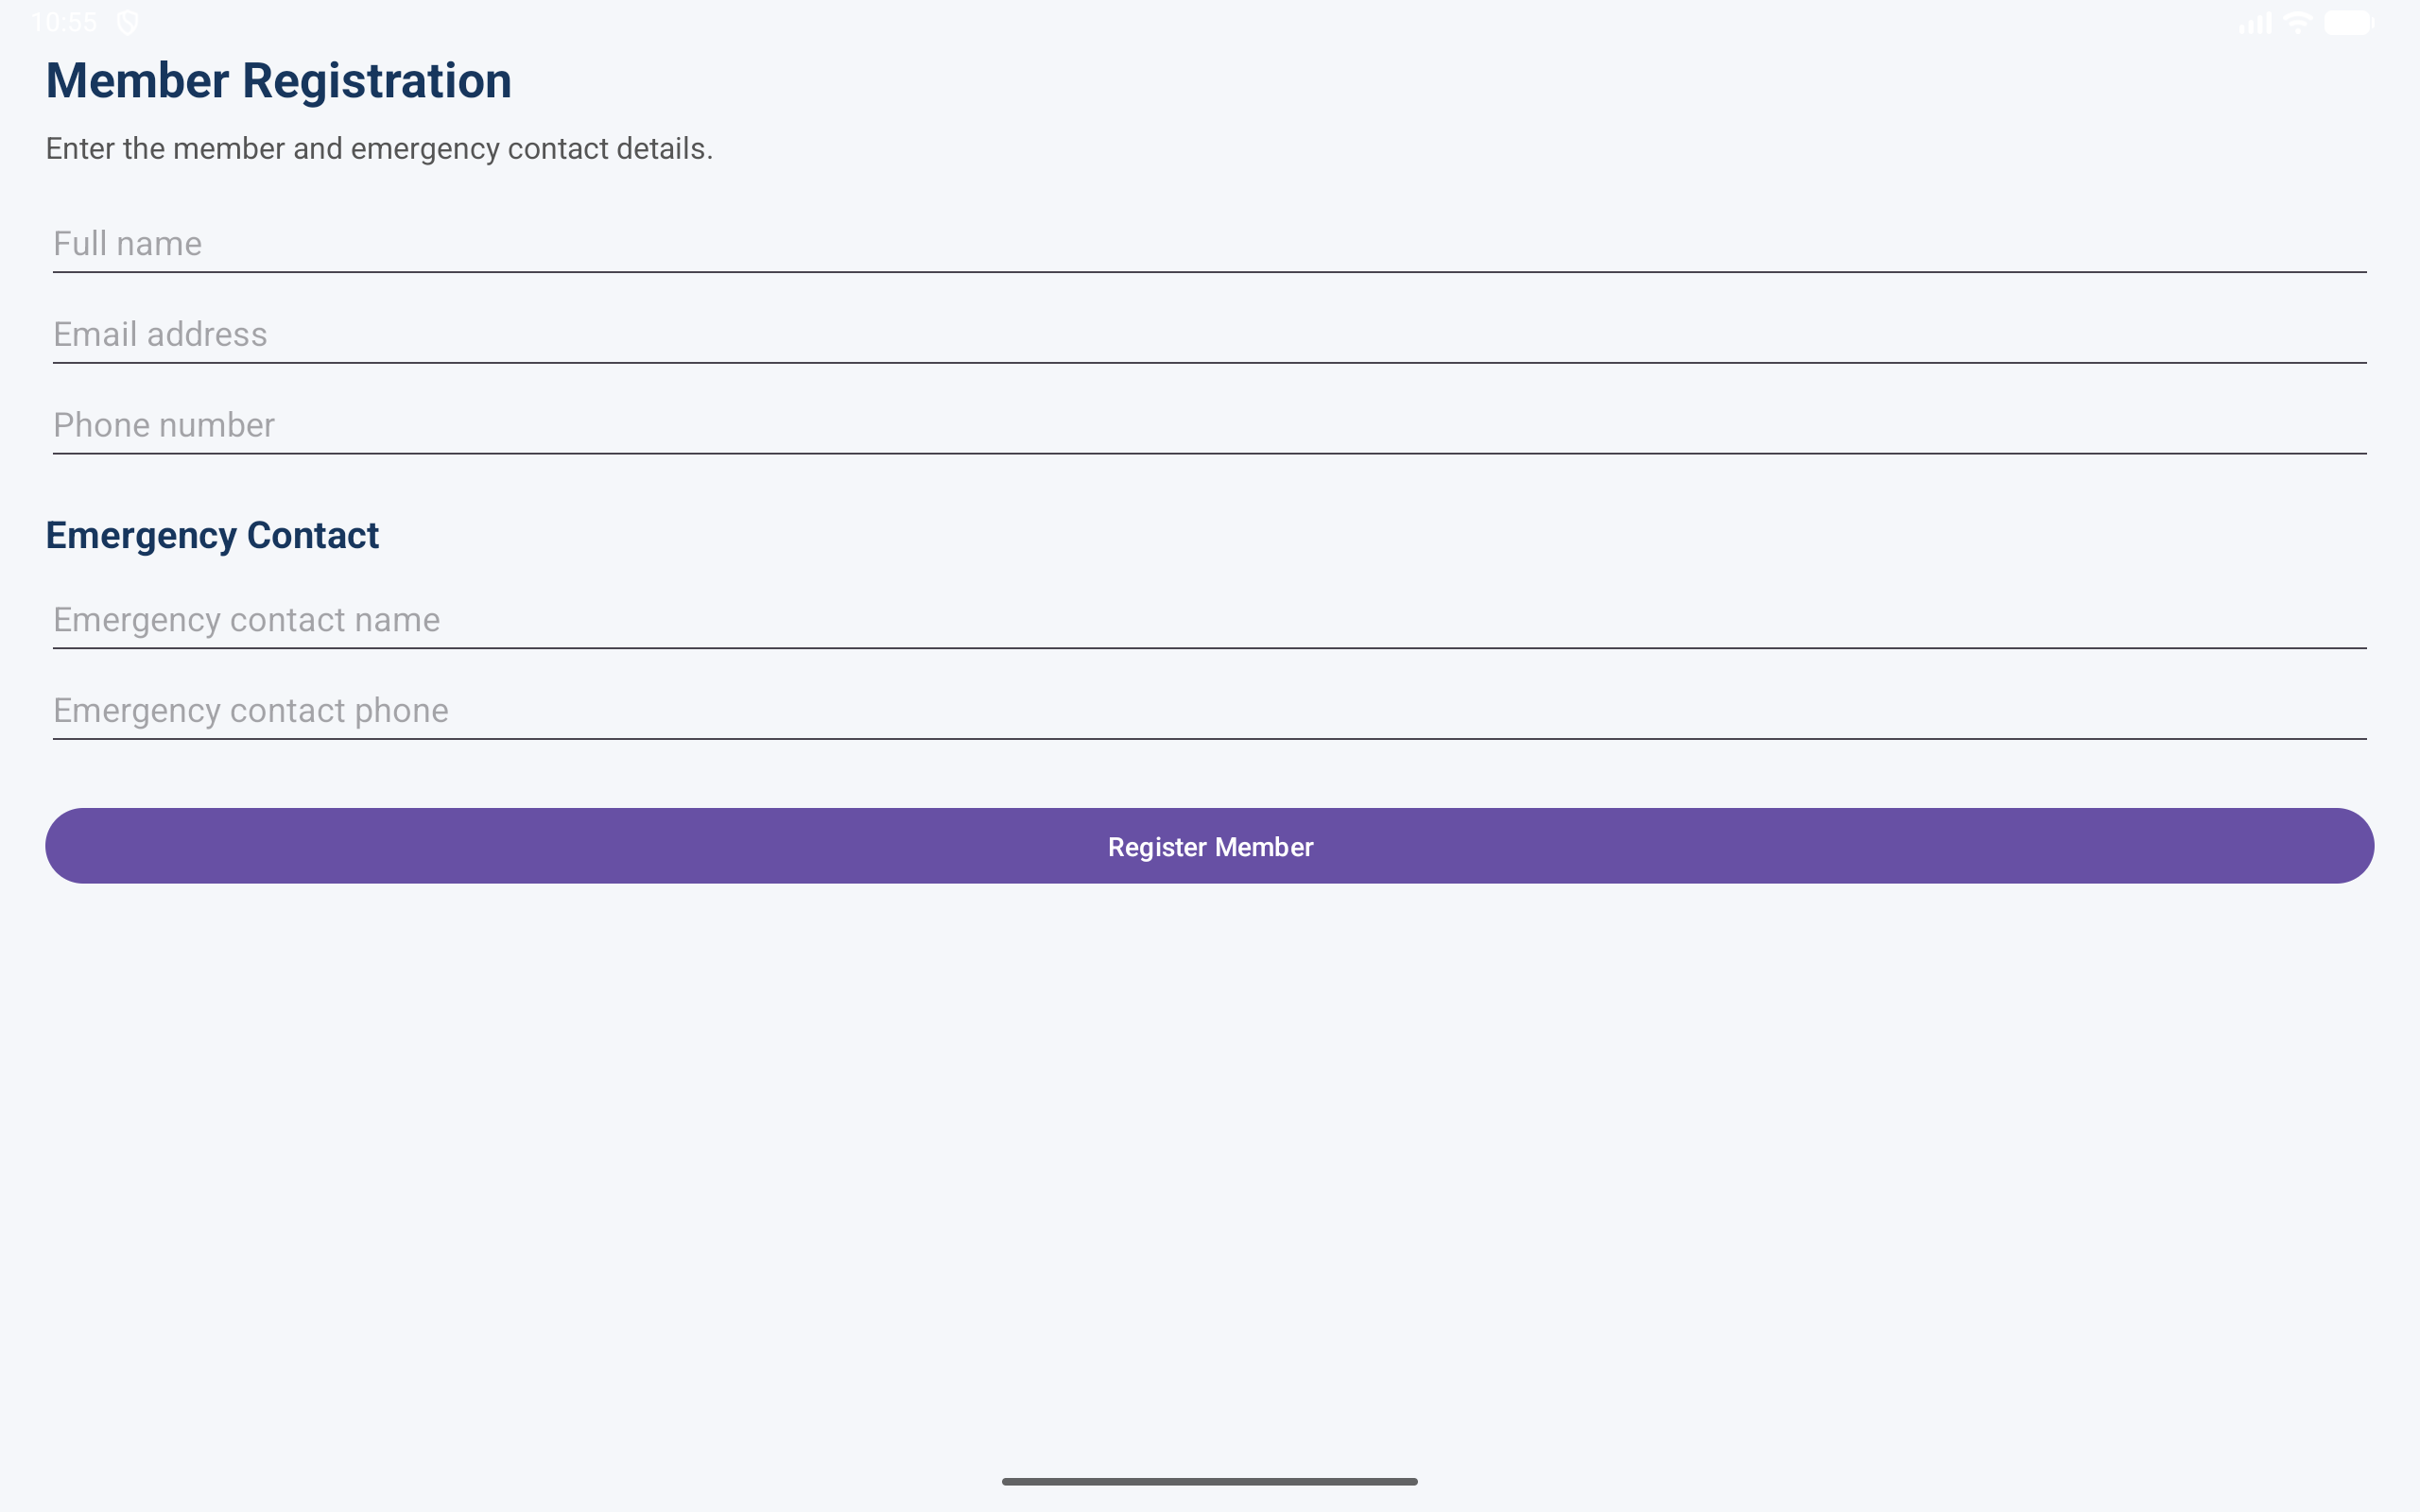 10:55
Member Registration
Enter the member and emergency contact details.
Full name
Email address
Phone number
Emergency Contact
Emergency contact name
Emergency contact phone
Register Member